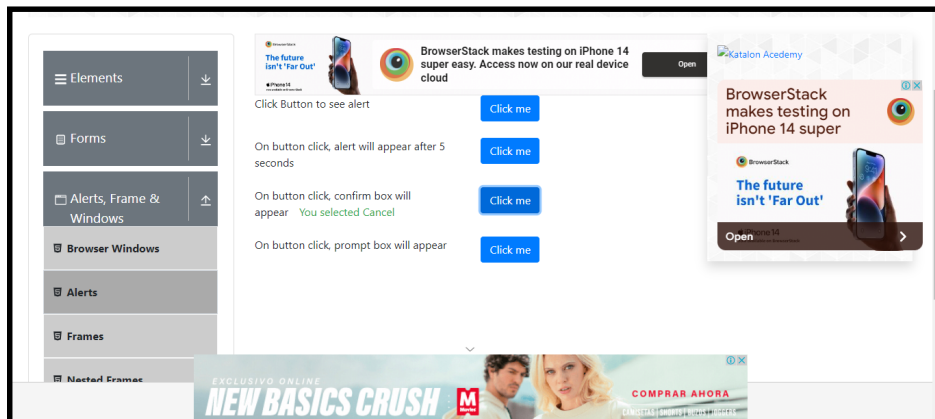 Elements
Forms
Alerts, Frame &
Windows
Browser Windows
Alerts
Frames
Nested Frames
BrowserStack
The future
isn't 'Far Out'
iPhone 14
BrowserStack makes testing on iPhone 14
super easy. Access now on our real device
cloud
Open
Click Button to see alert
Click me
On button click, alert will appear after 5
seconds
Click me
On button click, confirm box will
appear You selected Cancel
Click me
On button click, prompt box will appear
Click me
Katalon Acedemy
BrowserStack
makes testing on
iPhone 14 super
BrowserStack
The future
isn't 'Far Out'
iPhone 14
Open
EXCLUSIVO ONLINE
NEW BASICS CRUSH
M
Movies
COMPRAR AHORA